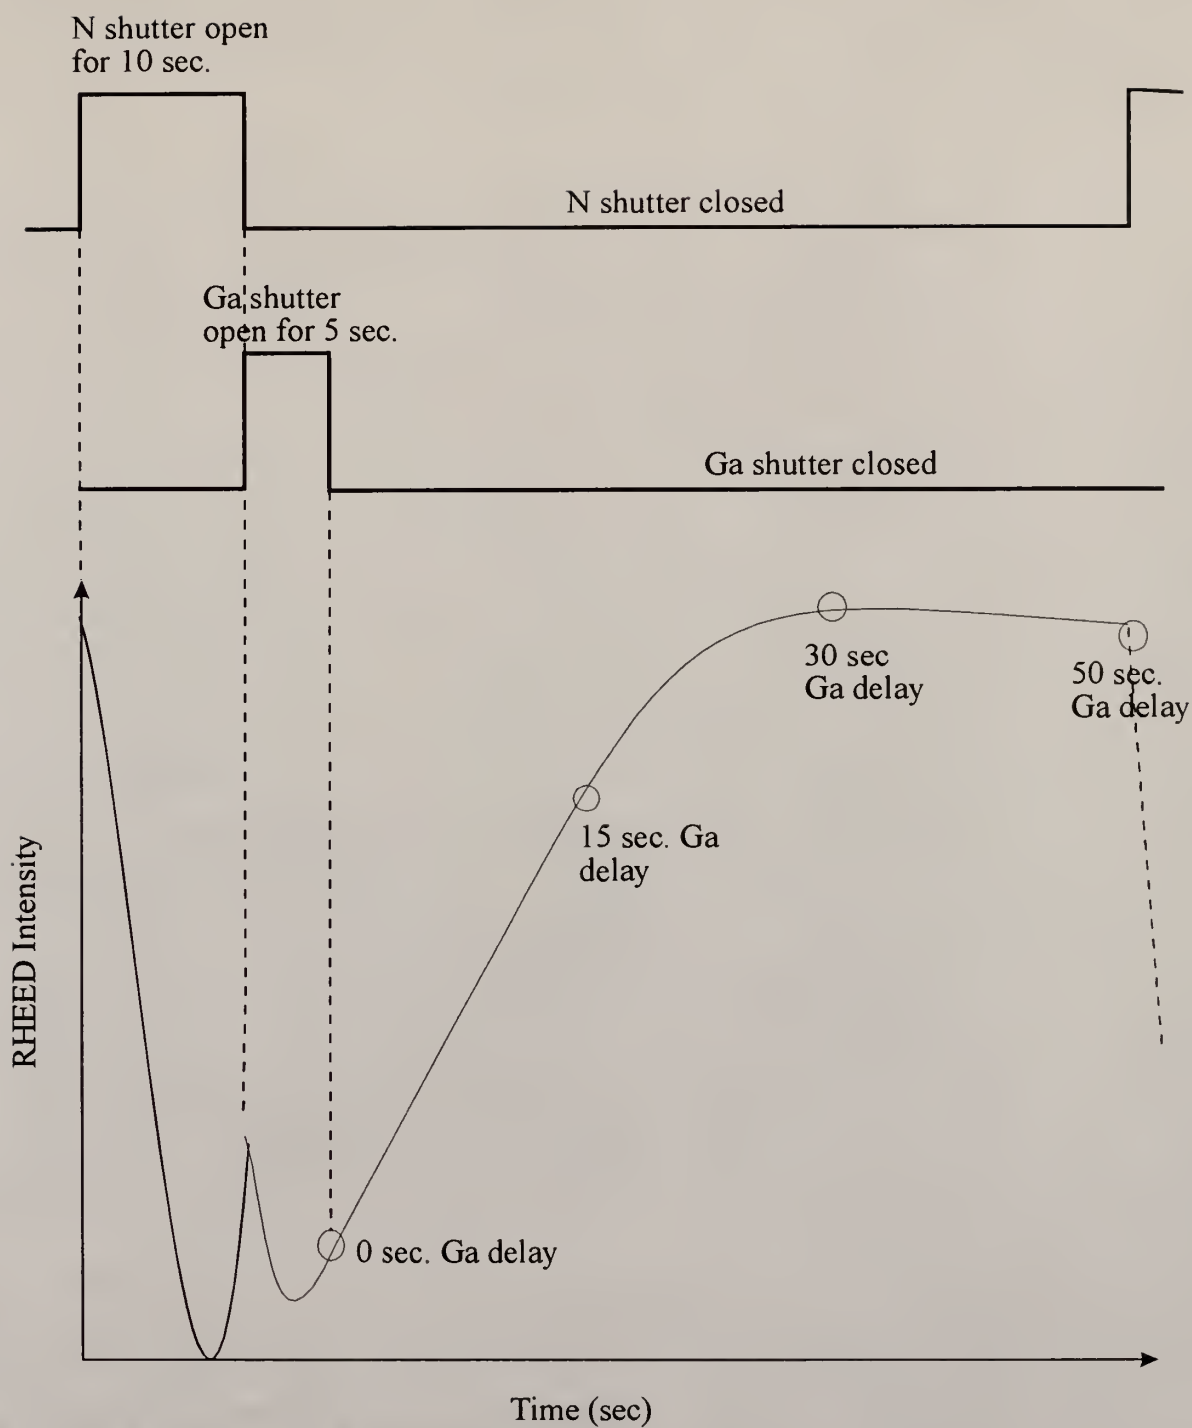 N shutter open
for 10 sec.
N shutter closed
Ga shutter
open for 5 sec.
Ga shutter closed
30 sec
Ga delay
50 sec.
Ga delay
15 sec. Ga
delay
RHEED Intensity
0 sec. Ga delay
Time (sec)